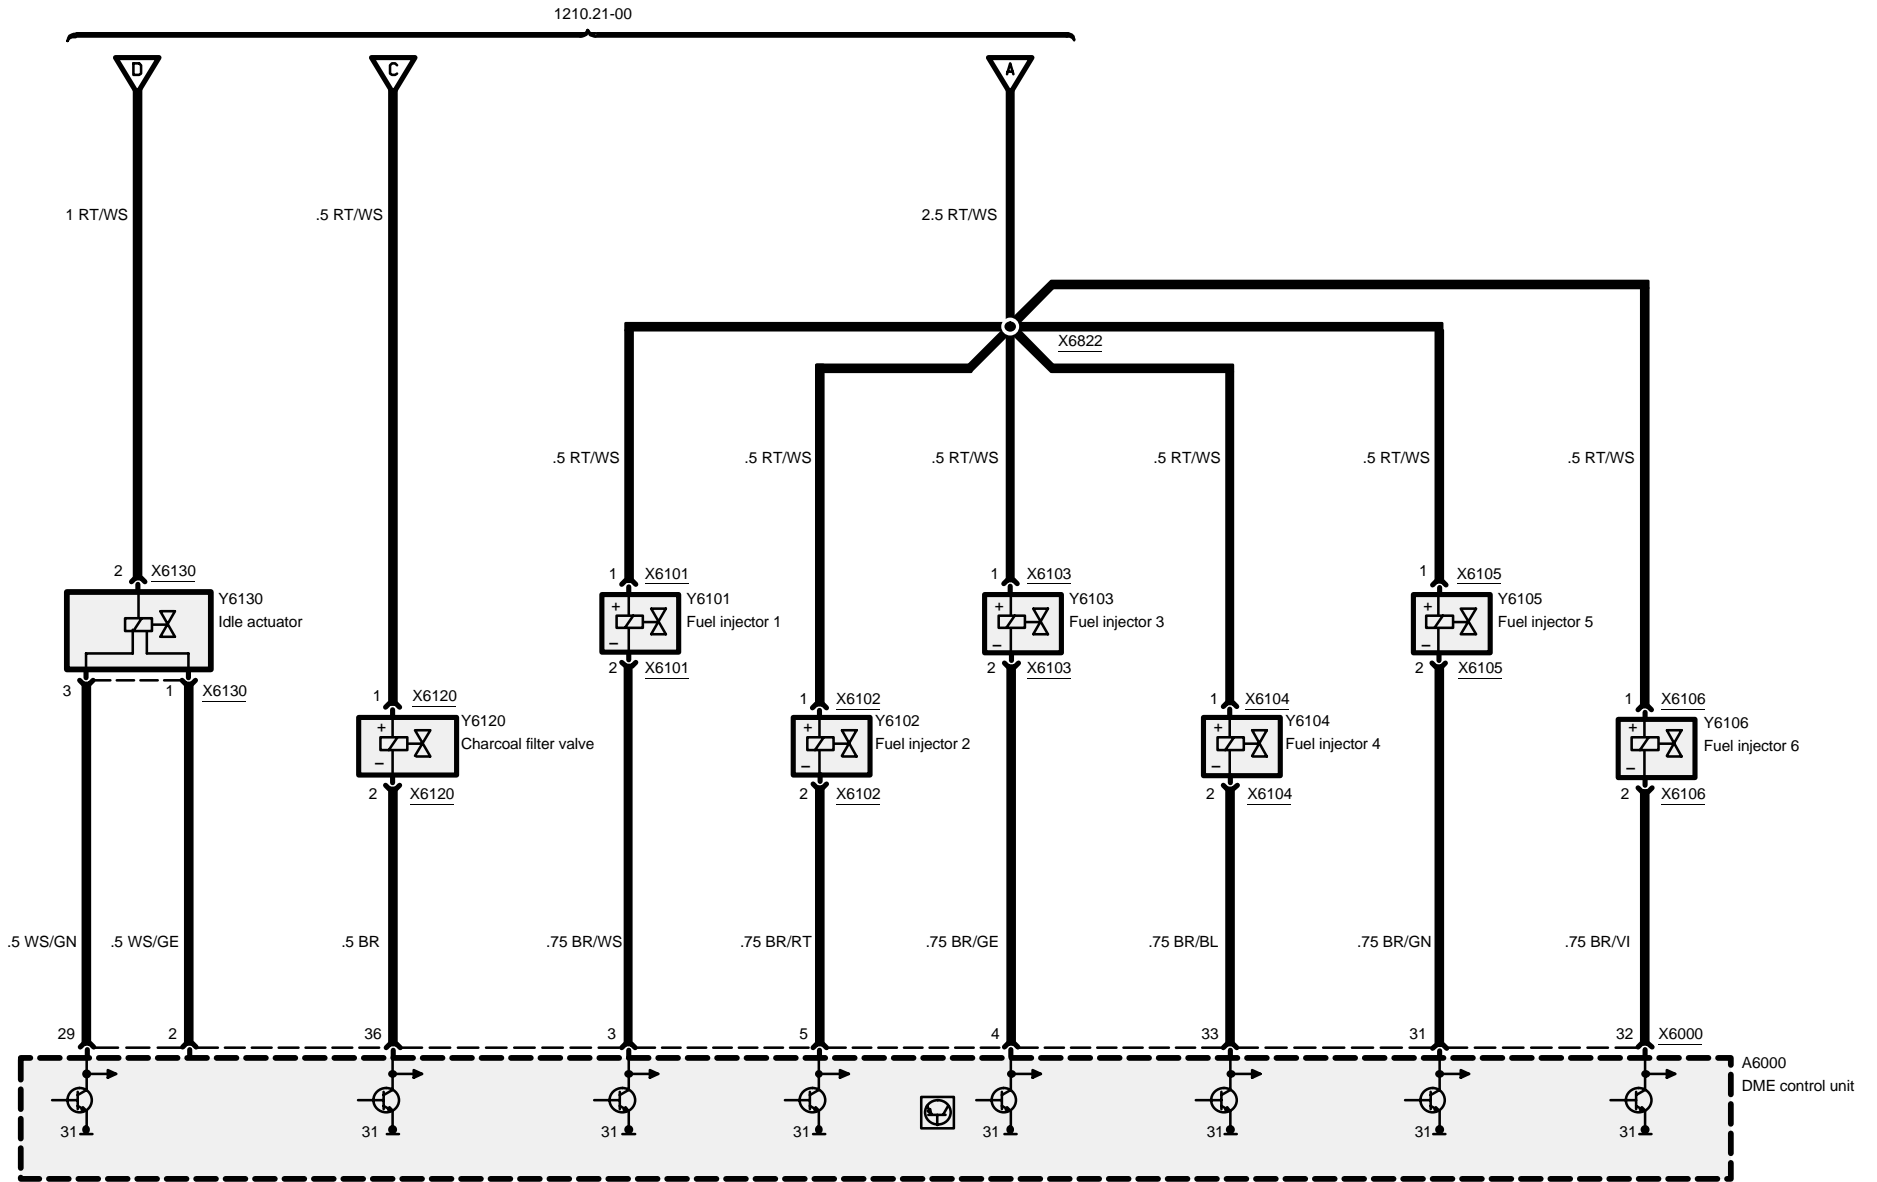 1210.21-00
D
C
A
1 RT/WS
.5 RT/WS
2.5 RT/WS
X6822
.5 RT/WS
.5 RT/WS
.5 RT/WS
.5 RT/WS
.5 RT/WS
.5 RT/WS
2 X6130
Y6130
Idle actuator
3
1 X6130
1 X6101
+
Y6101
Fuel injector 1
−
2 X6101
1 X6103
+
Y6103
Fuel injector 3
−
2 X6103
1 X6105
+
Y6105
Fuel injector 5
−
2 X6105
1 X6120
+
Y6120
Charcoal filter valve
−
2 X6120
1 X6102
+
Y6102
Fuel injector 2
−
2 X6102
1 X6104
+
Y6104
Fuel injector 4
−
2 X6104
1 X6106
+
Y6106
Fuel injector 6
−
2 X6106
.5 WS/GN
.5 WS/GE
.5 BR
.75 BR/WS
.75 BR/RT
.75 BR/GE
.75 BR/BL
.75 BR/GN
.75 BR/VI
29
2
36
3
5
4
33
31
32 X6000
A6000
DME control unit
31
31
31
31
31
31
31
31